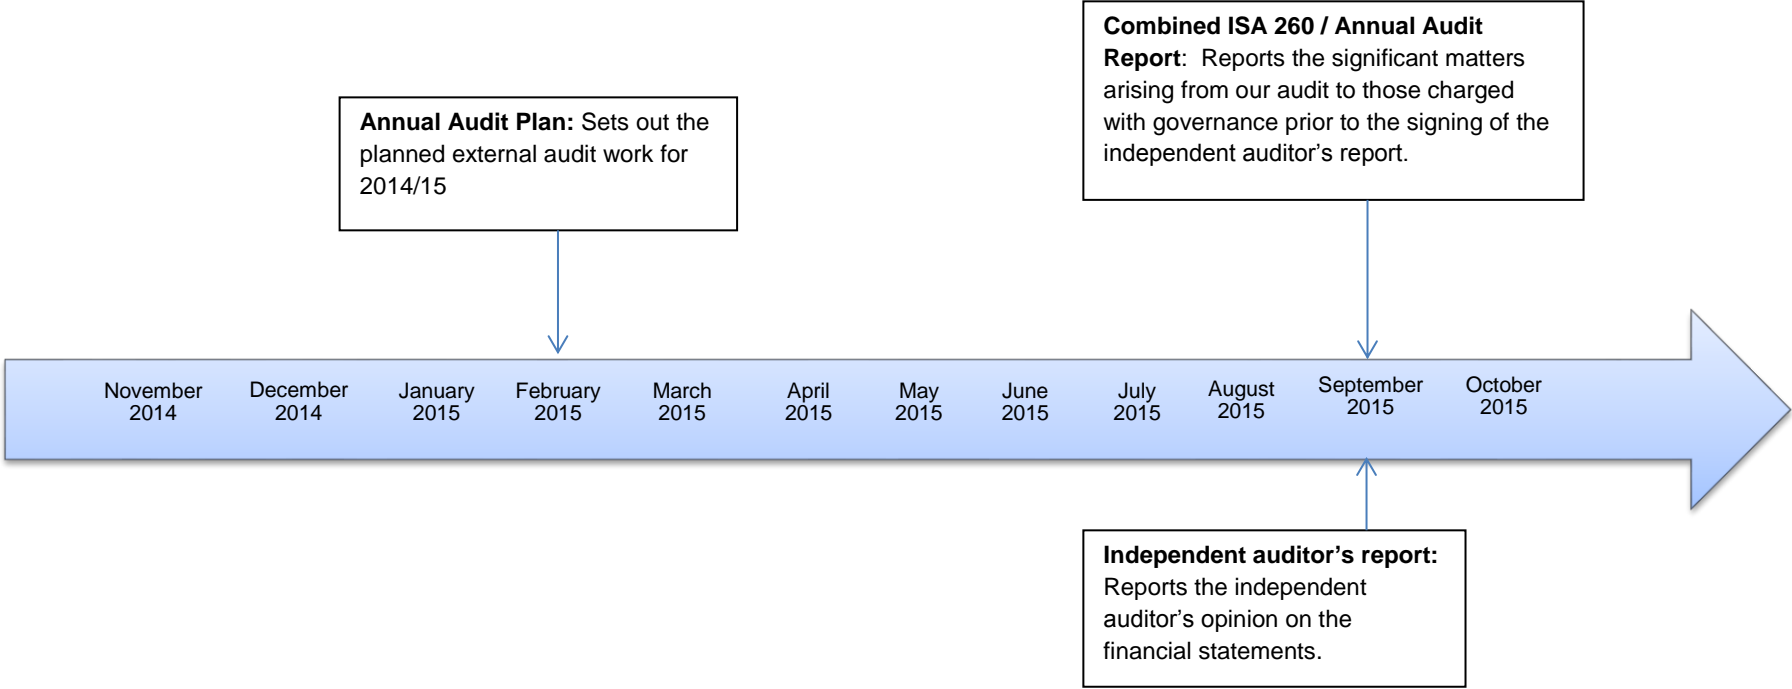 Combined ISA 260 / Annual Audit
Report:  Reports the significant matters
arising from our audit to those charged
with governance prior to the signing of the
independent auditor’s report.
Annual Audit Plan: Sets out the
planned external audit work for
2014/15
November
2014
December
2014
January
2015
February
2015
March
2015
April
2015
May
2015
June
2015
July
2015
August
2015
September
2015
October
2015
Independent auditor’s report:
Reports the independent
auditor’s opinion on the
financial statements.